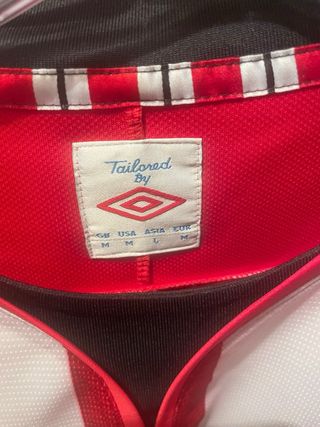 Tailored
By
GB USA ASIA EUR
M M L M